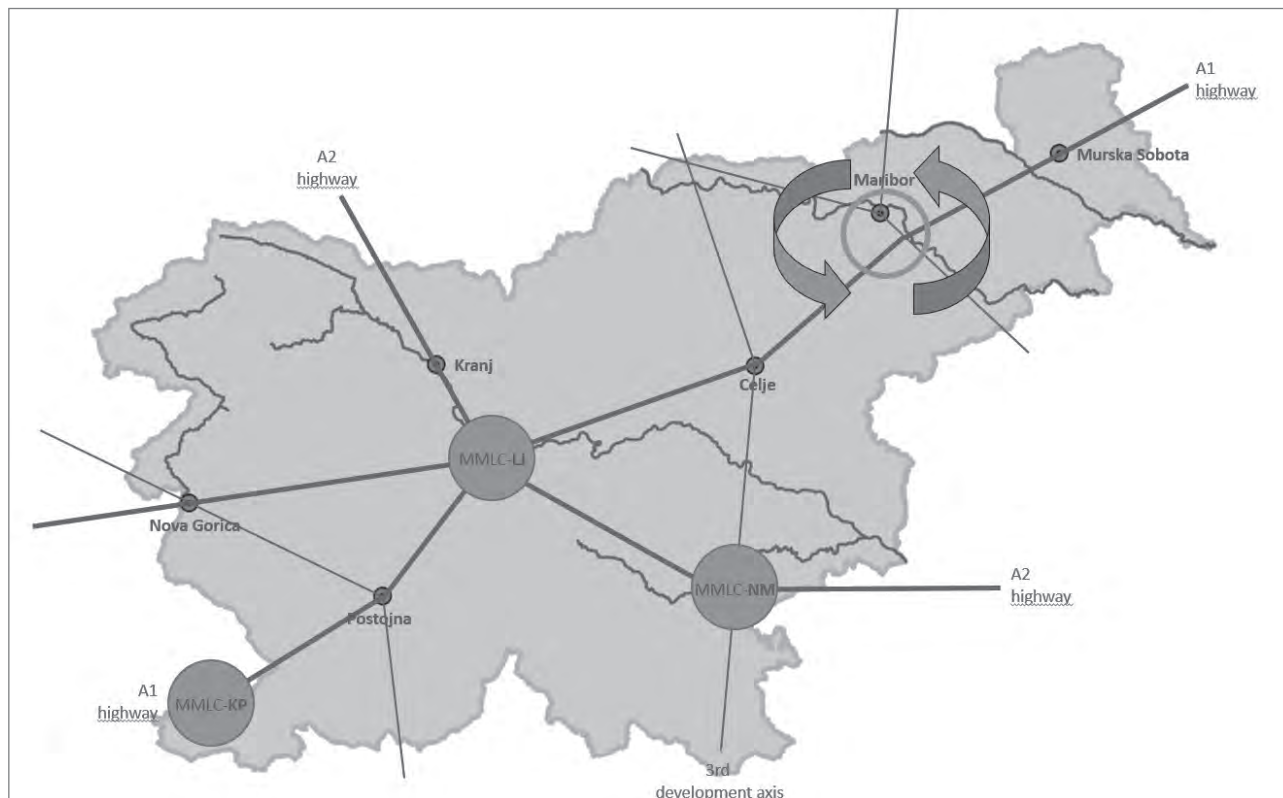 A1
highway
Murska Sobota
Maribor
A2
highway
Kranj
Celje
MMLC-LJ
Nova Gorica
A2
highway
MMLC-NM
Postojna
A1
highway
MMLC-KP
3rd
development axis